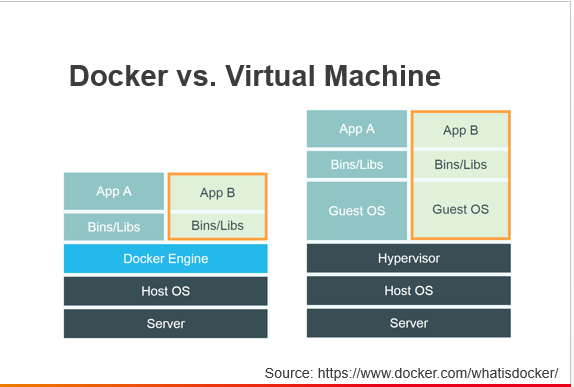 Docker vs. Virtual Machine
App A
App B
Bins/Libs
Bins/Libs
Docker Engine
Host OS
Server
App A
App B
Bins/Libs
Bins/Libs
Guest OS
Guest OS
Hypervisor
Host OS
Server
Source: https://www.docker.com/whatisdocker/